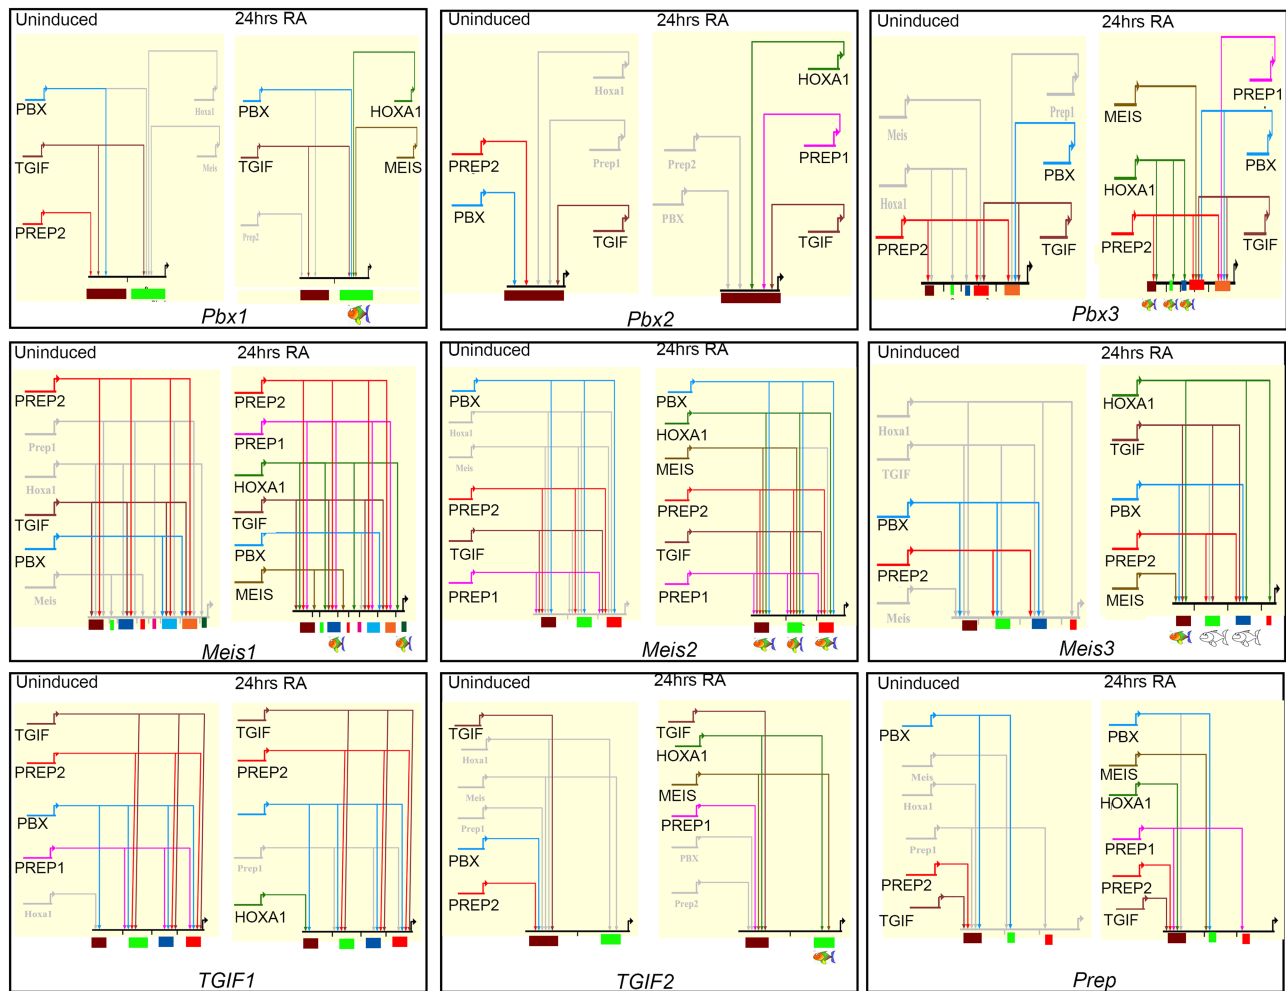 Uninduced
24hrs RA
PBX
Hoxa1
TGIF
Meis
PREP2
PBX
HOXA1
TGIF
MEIS
Prep2
Pbx1
Uninduced
24hrs RA
Hoxa1
PREP2
Prep1
PBX
TGIF
HOXA1
Prep2
PREP1
PBX
TGIF
Pbx2
Uninduced
24hrs RA
Prep1
Meis
PBX
Hoxa1
PREP2
TGIF
PREP1
MEIS
PBX
HOXA1
PREP2
TGIF
Pbx3
Uninduced
24hrs RA
PREP2
Prep1
Hoxa1
TGIF
PBX
Meis
PREP2
PREP1
HOXA1
TGIF
PBX
MEIS
Meis1
Uninduced
24hrs RA
PBX
Hoxa1
Meis
PREP2
TGIF
PREP1
PBX
HOXA1
MEIS
PREP2
TGIF
PREP1
Meis2
Uninduced
24hrs RA
Hoxa1
TGIF
PBX
PREP2
Meis
HOXA1
TGIF
PBX
PREP2
MEIS
Meis3
Uninduced
24hrs RA
TGIF
PREP2
PBX
PREP1
Hoxa1
TGIF
PREP2
Prep1
HOXA1
TGIF1
Uninduced
24hrs RA
TGIF
Hoxa1
Meis
Prep1
PBX
PREP2
TGIF
HOXA1
MEIS
PREP1
PBX
Prep2
TGIF2
Uninduced
24hrs RA
PBX
Meis
Hoxa1
Prep1
PREP2
TGIF
PBX
MEIS
HOXA1
PREP1
PREP2
TGIF
Prep